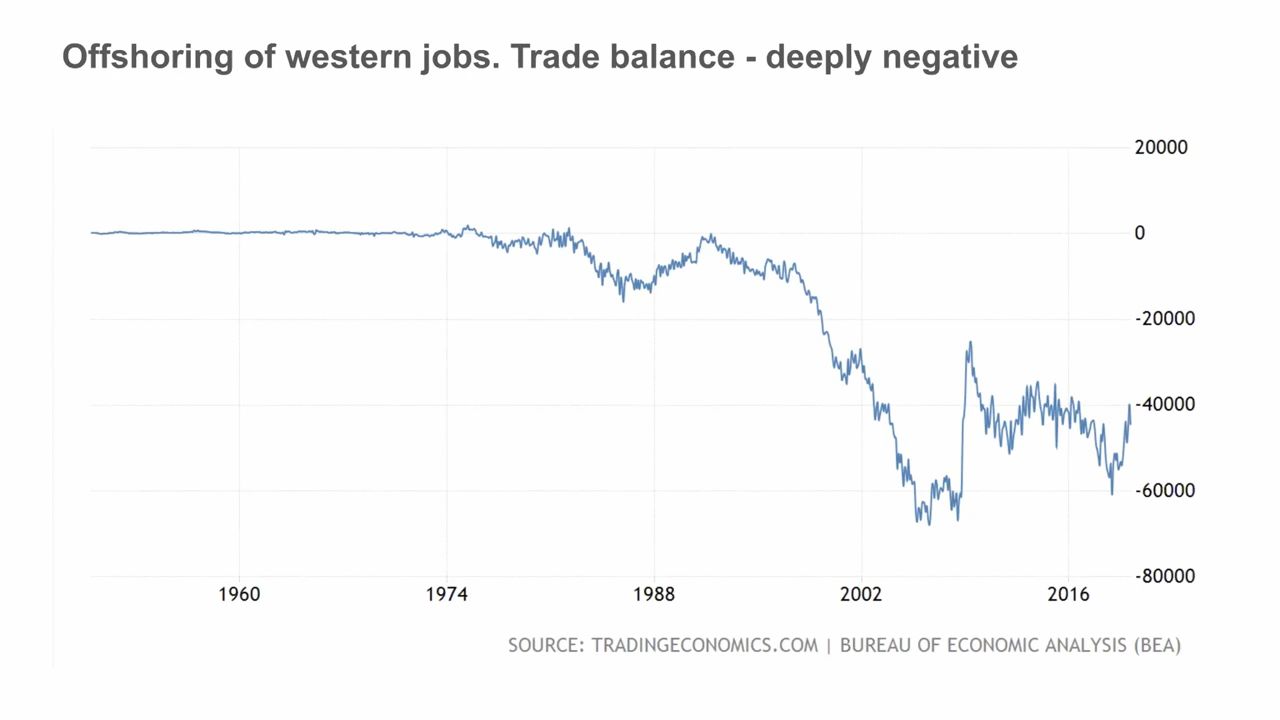 Offshoring of western jobs. Trade balance - deeply negative
20000
0
-20000
-40000
-60000
-80000
1960 1974 1988 2002 2016
SOURCE: TRADINGECONOMICS.COM | BUREAU OF ECONOMIC ANALYSIS (BEA)